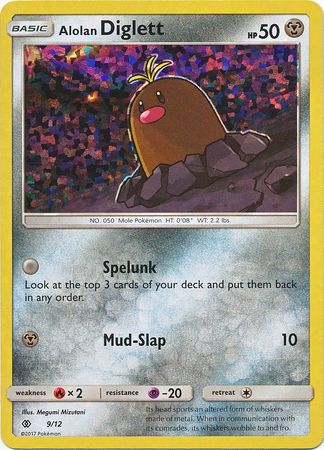 BASIC
Alolan Diglett HP 50
NO. 050 Mole Pokémon HT: 0'08" WT: 2.2 lbs.
Spelunk
Look at the top 3 cards of your deck and put them back
in any order.
Mud-Slap 10
weakness × 2 resistance -20 retreat
Illus. Megumi Mizutani
9/12
©2017 Pokémon
Its head sports an altered form of whiskers
made of metal. When in communication with
its comrades, its whiskers wobble to and fro.